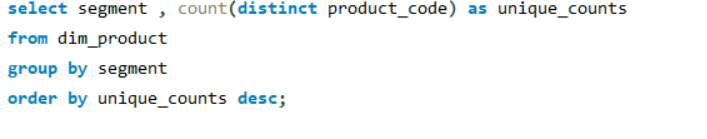 select segment , count(distinct product_code) as unique_counts
from dim_product
group by segment
order by unique_counts desc;